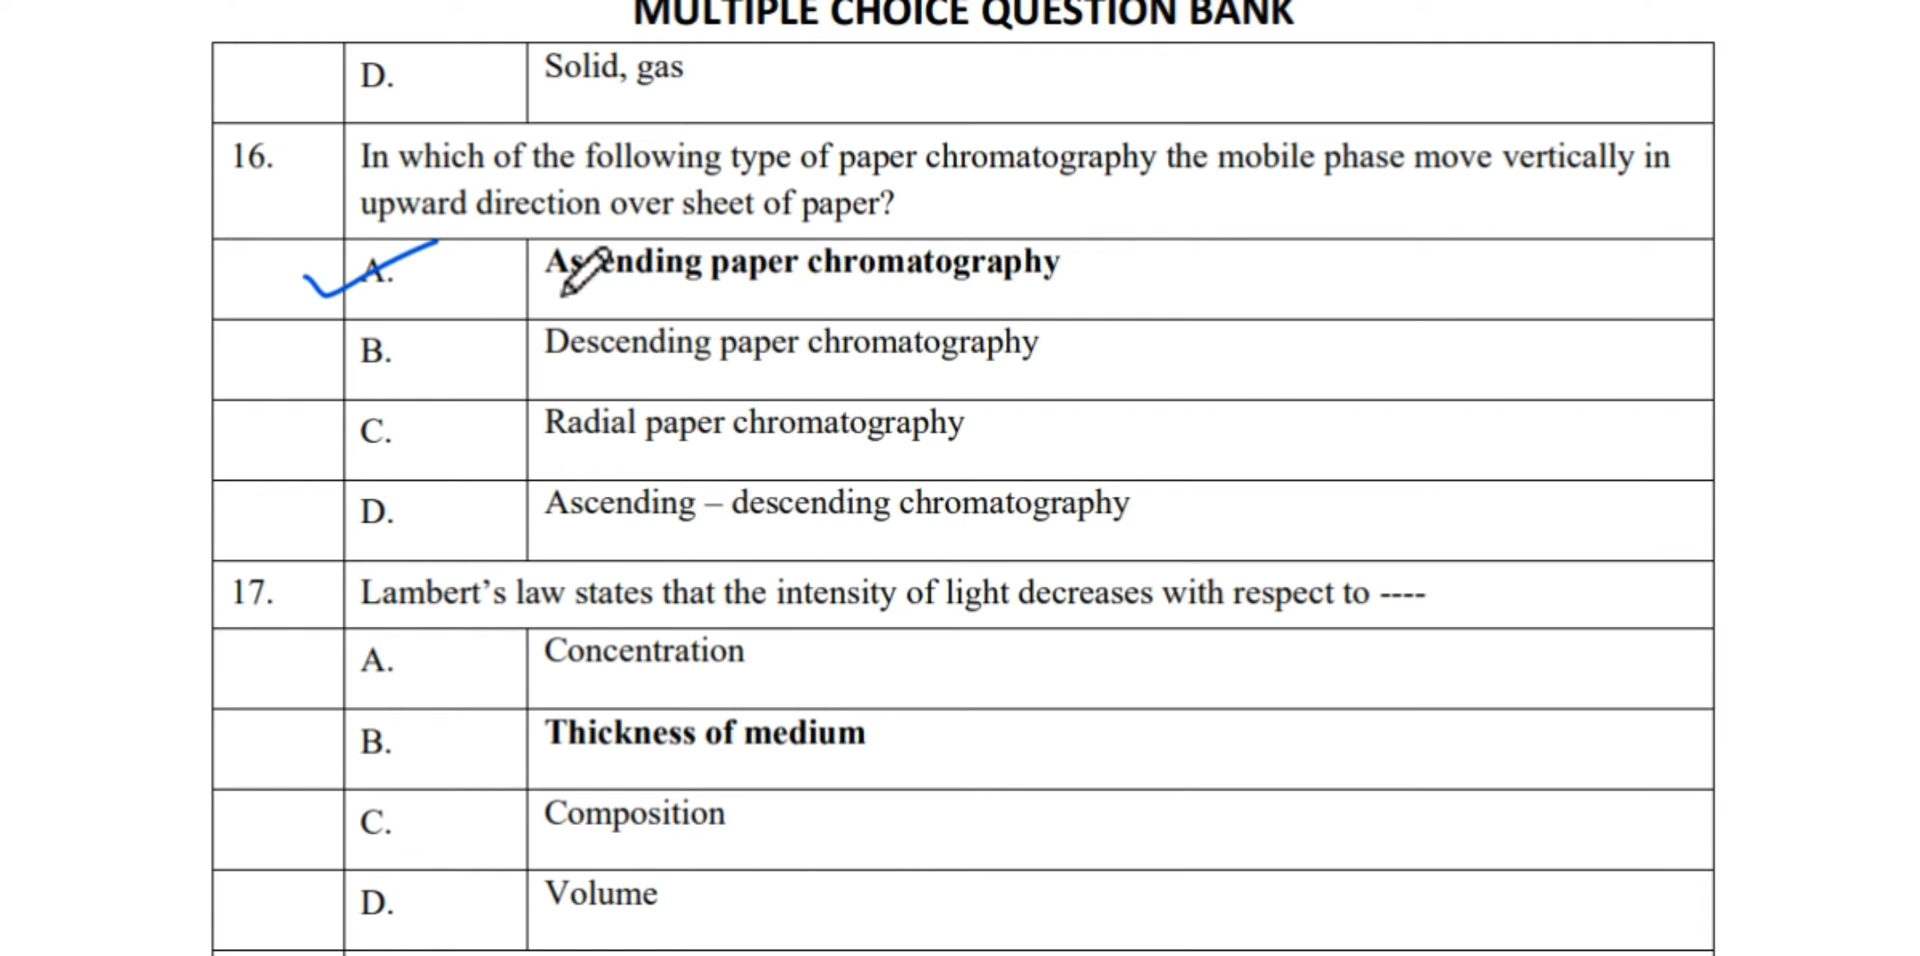 MULTIPLE CHOICE QUESTION BANK
D. Solid, gas
16. In which of the following type of paper chromatography the mobile phase move vertically in
upward direction over sheet of paper?
A. Ascending paper chromatography
B. Descending paper chromatography
C. Radial paper chromatography
D. Ascending – descending chromatography
17. Lambert’s law states that the intensity of light decreases with respect to ----
A. Concentration
B. Thickness of medium
C. Composition
D. Volume